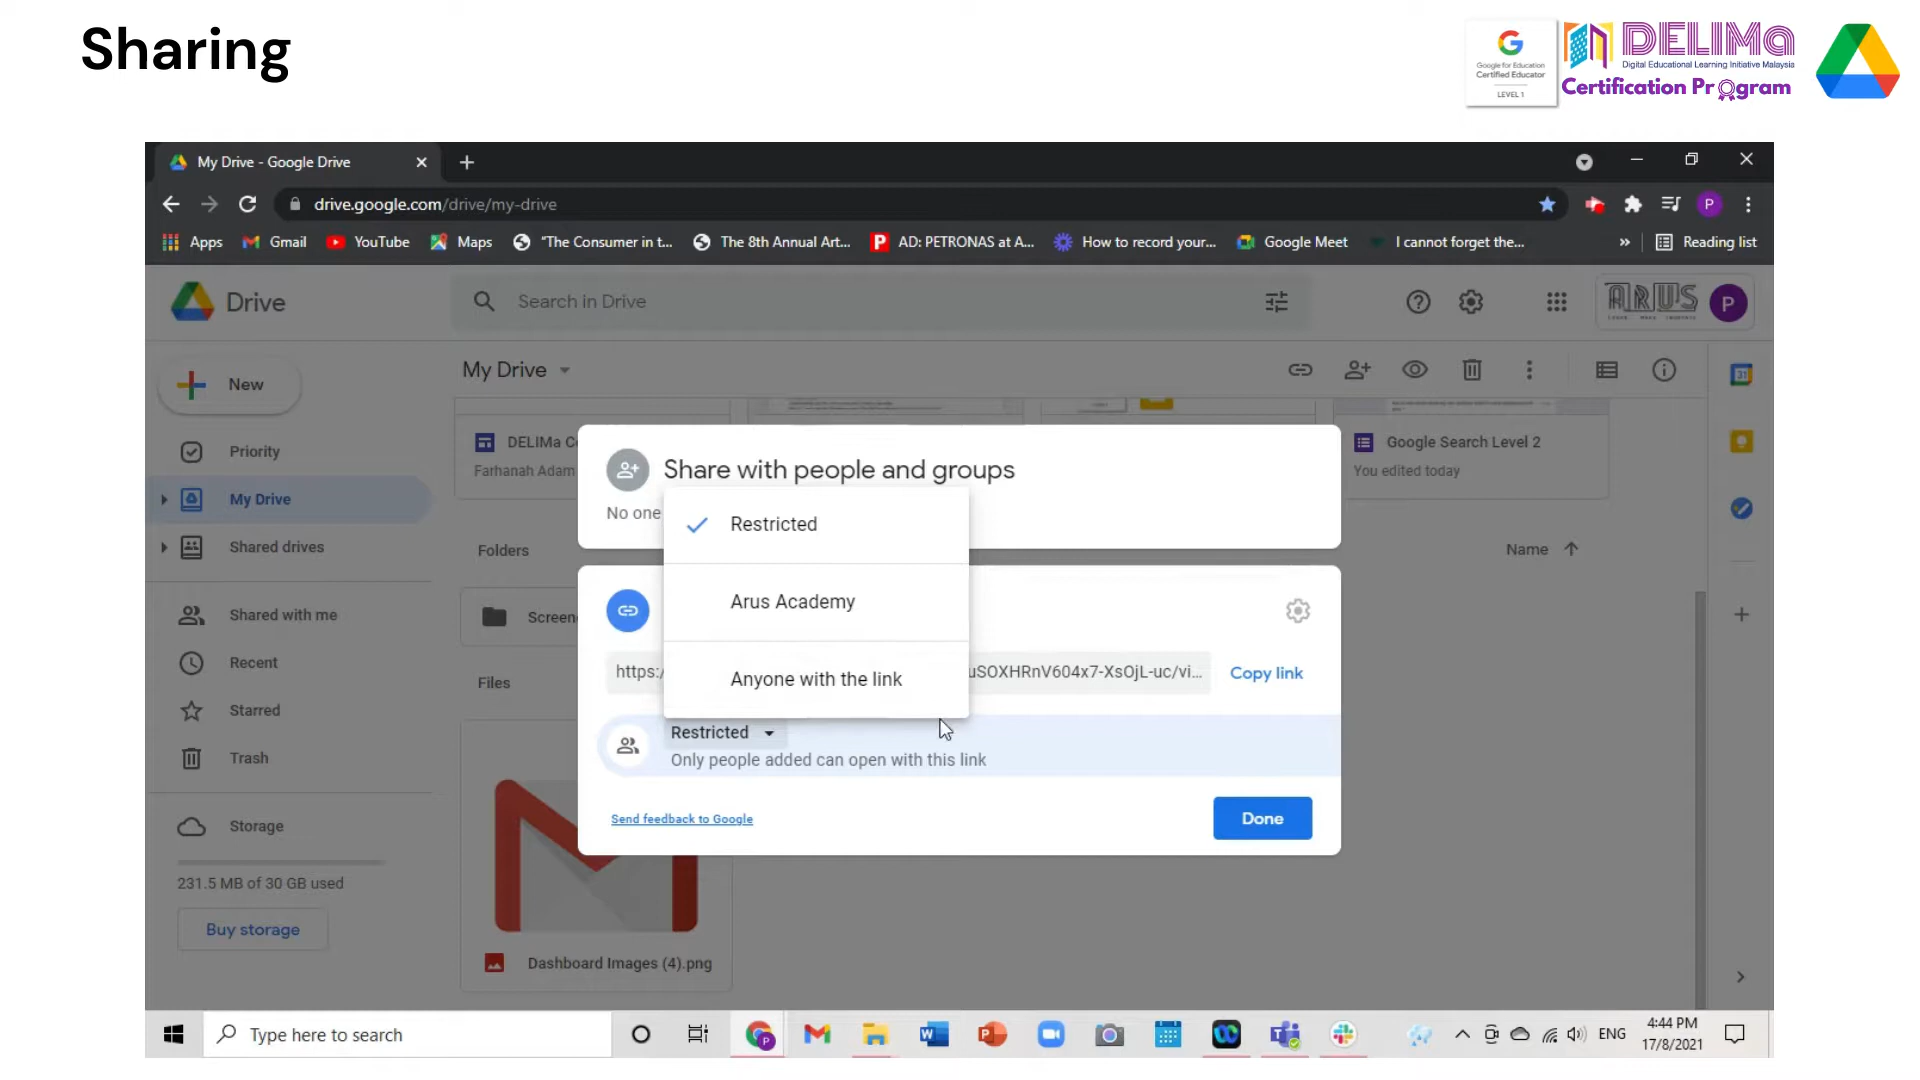 Sharing
Google for Education
Certified Educator
LEVEL 1
DELIMa
Digital Educational Learning Initiative Malaysia
Certification Program
My Drive - Google Drive
drive.google.com/drive/my-drive
P
Apps
Gmail
YouTube
Maps
"The Consumer in t...
The 8th Annual Art...
AD: PETRONAS at A...
How to record your...
Google Meet
I cannot forget the...
»
Reading list
Drive
Search in Drive
ARUS
P
New
My Drive
Priority
My Drive
Shared drives
Shared with me
Recent
Starred
Trash
Storage
231.5 MB of 30 GB used
Buy storage
DELIMa C
Farhanah Adam
Google Search Level 2
You edited today
Folders
Name
Screen
Files
Dashboard Images (4).png
Share with people and groups
No one
Restricted
Arus Academy
Anyone with the link
https:/
uSOXHRnV604x7-XsOjL-uc/vi...
Copy link
Restricted
Only people added can open with this link
Send feedback to Google
Done
31
Type here to search
ENG
4:44 PM
17/8/2021